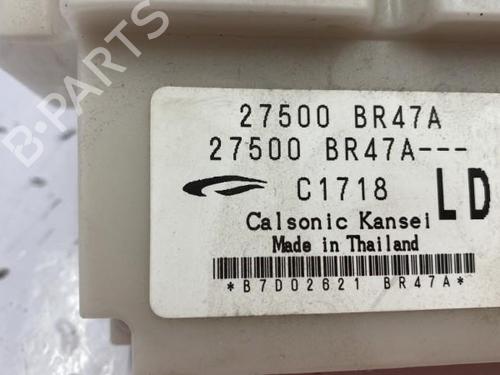 27500 BR47A
27500 BR47A---
C1718 LD
Calsonic Kansei
Made in Thailand
*B7D02621 BR47A*
B-PARTS